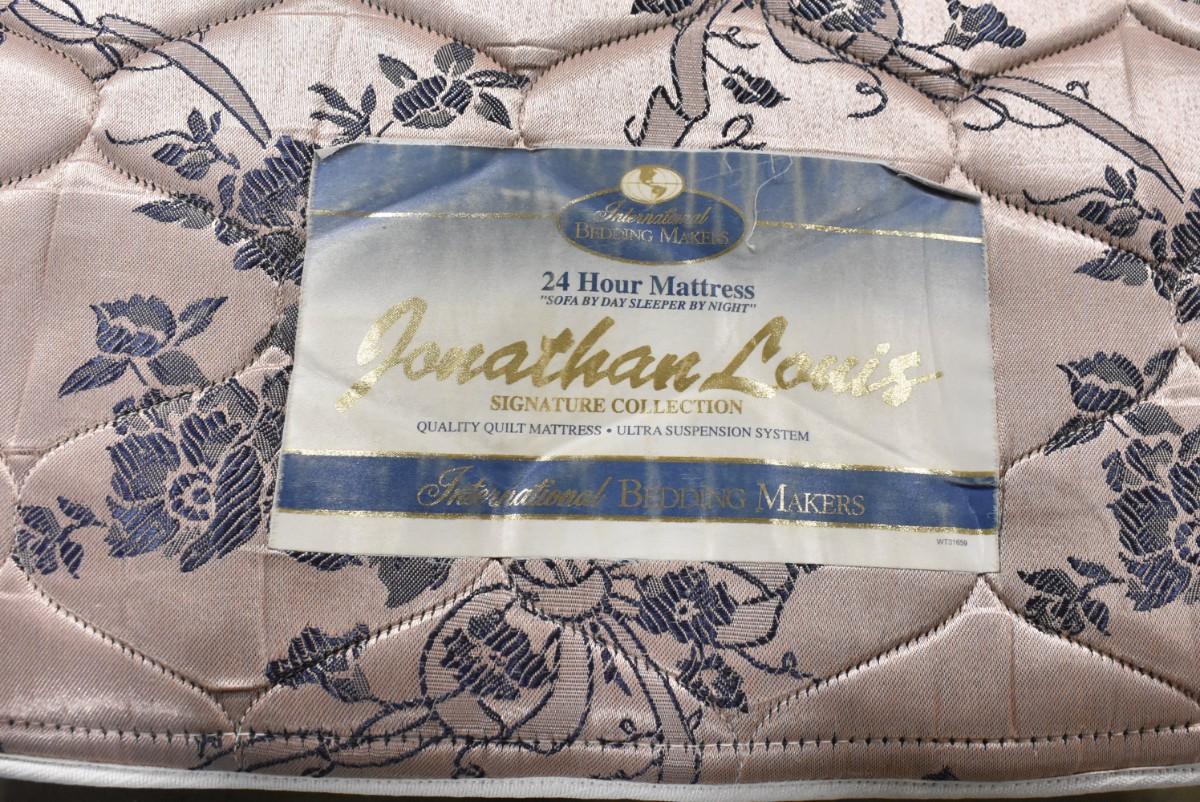 International
BEDDING MAKERS
24 Hour Mattress
"SOFA BY DAY SLEEPER BY NIGHT"
Jonathan Louis
SIGNATURE COLLECTION
QUALITY QUILT MATTRESS • ULTRA SUSPENSION SYSTEM
International BEDDING MAKERS
WT31659